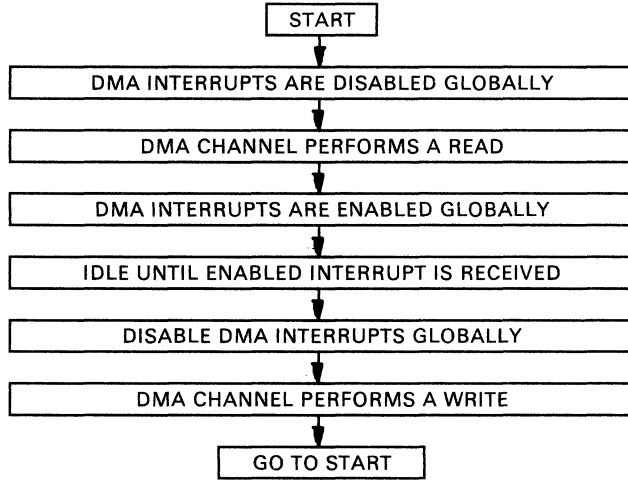 START
DMA INTERRUPTS ARE DISABLED GLOBALLY
DMA CHANNEL PERFORMS A READ
DMA INTERRUPTS ARE ENABLED GLOBALLY
IDLE UNTIL ENABLED INTERRUPT IS RECEIVED
DISABLE DMA INTERRUPTS GLOBALLY
DMA CHANNEL PERFORMS A WRITE
GO TO START